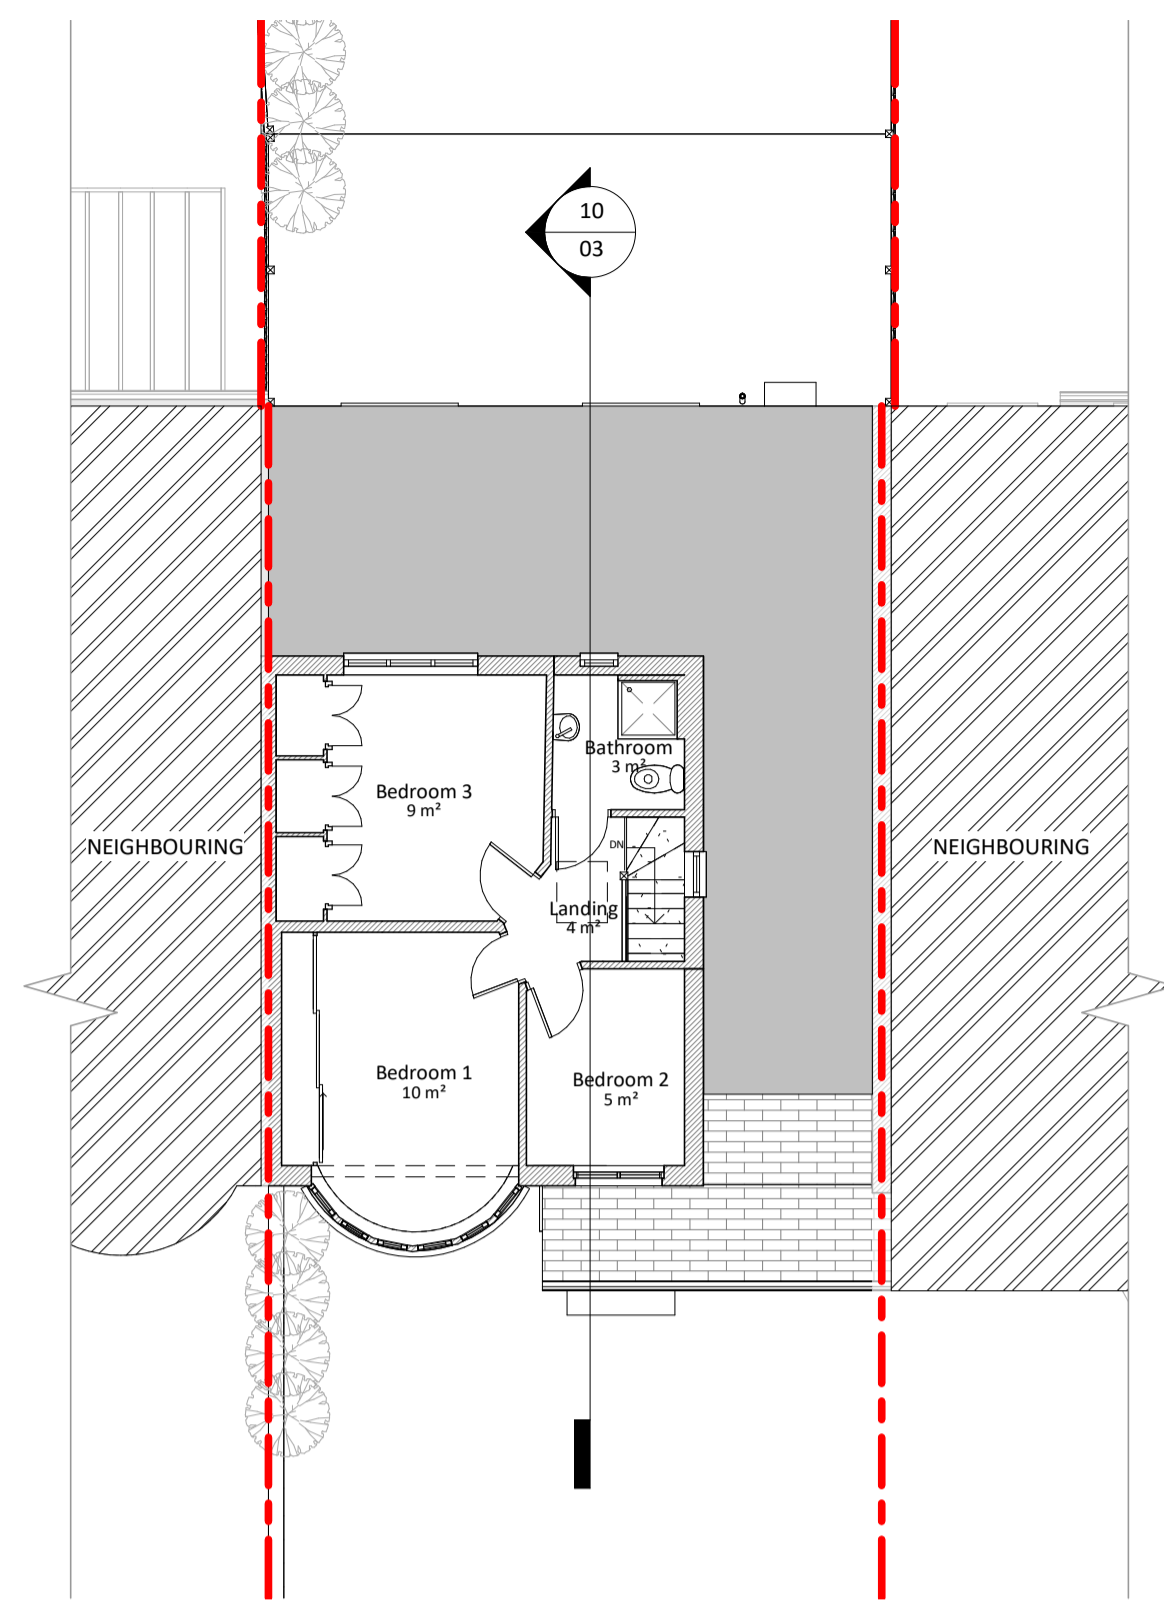 10
03
Bathroom
3 m²
Bedroom 3
9 m²
NEIGHBOURING
NEIGHBOURING
DN
Landing
4 m²
Bedroom 1
10 m²
Bedroom 2
5 m²